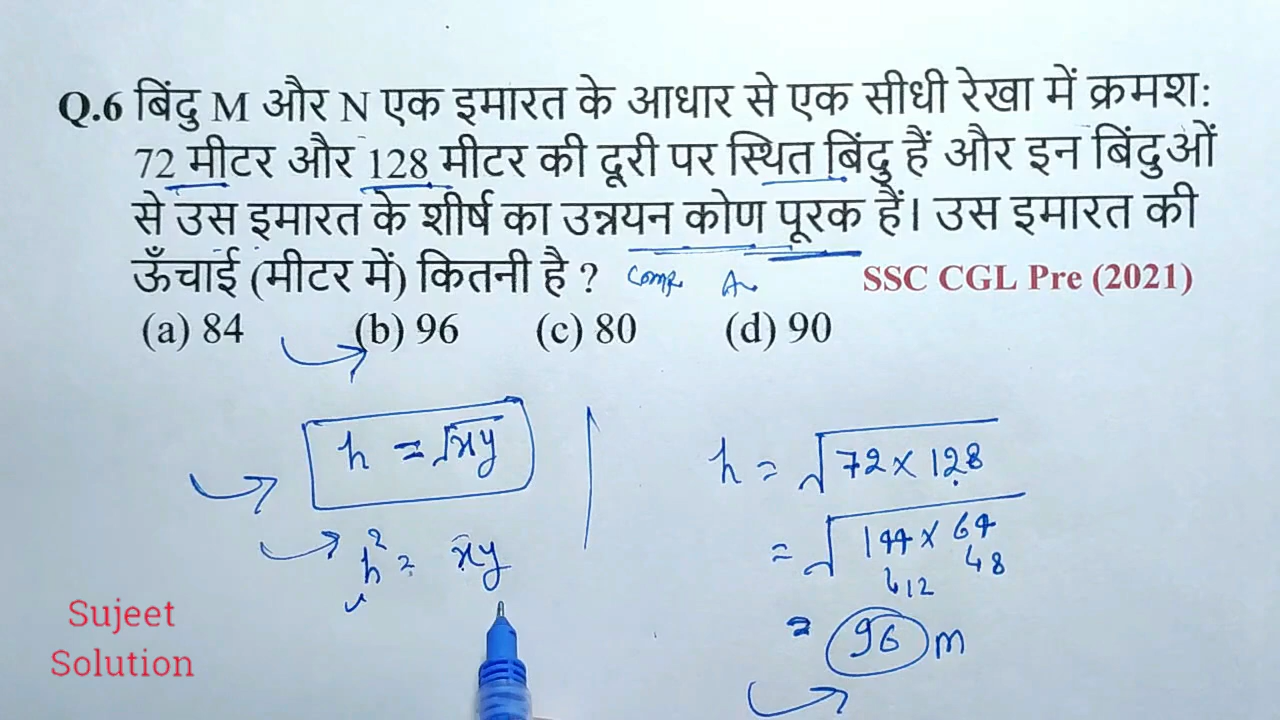 Q.6 बिंदु M और N एक इमारत के आधार से एक सीधी रेखा में क्रमश:
72 मीटर और 128 मीटर की दूरी पर स्थित बिंदु हैं और इन बिंदुओं
से उस इमारत के शीर्ष का उन्नयन कोण पूरक हैं। उस इमारत की
ऊँचाई (मीटर में) कितनी है ?
Comp. A
SSC CGL Pre (2021)
(a) 84 (b) 96 (c) 80 (d) 90
h = √xy
h² = xy
h = √72 × 128
= √144 × 64
12 8
= 96 m
Sujeet
Solution